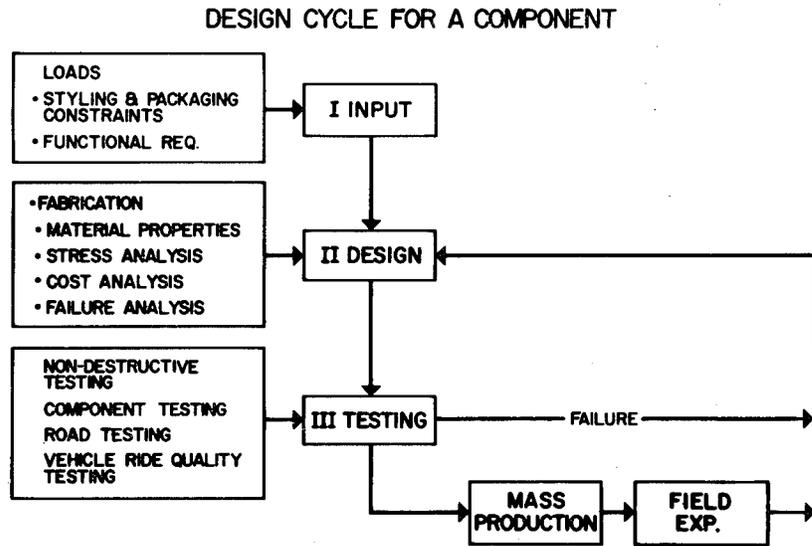 DESIGN CYCLE FOR A COMPONENT
LOADS
• STYLING & PACKAGING
CONSTRAINTS
• FUNCTIONAL REQ.
I INPUT
• FABRICATION
• MATERIAL PROPERTIES
• STRESS ANALYSIS
• COST ANALYSIS
• FAILURE ANALYSIS
II DESIGN
NON-DESTRUCTIVE
TESTING
COMPONENT TESTING
ROAD TESTING
VEHICLE RIDE QUALITY
TESTING
III TESTING
FAILURE
MASS
PRODUCTION
FIELD
EXP.